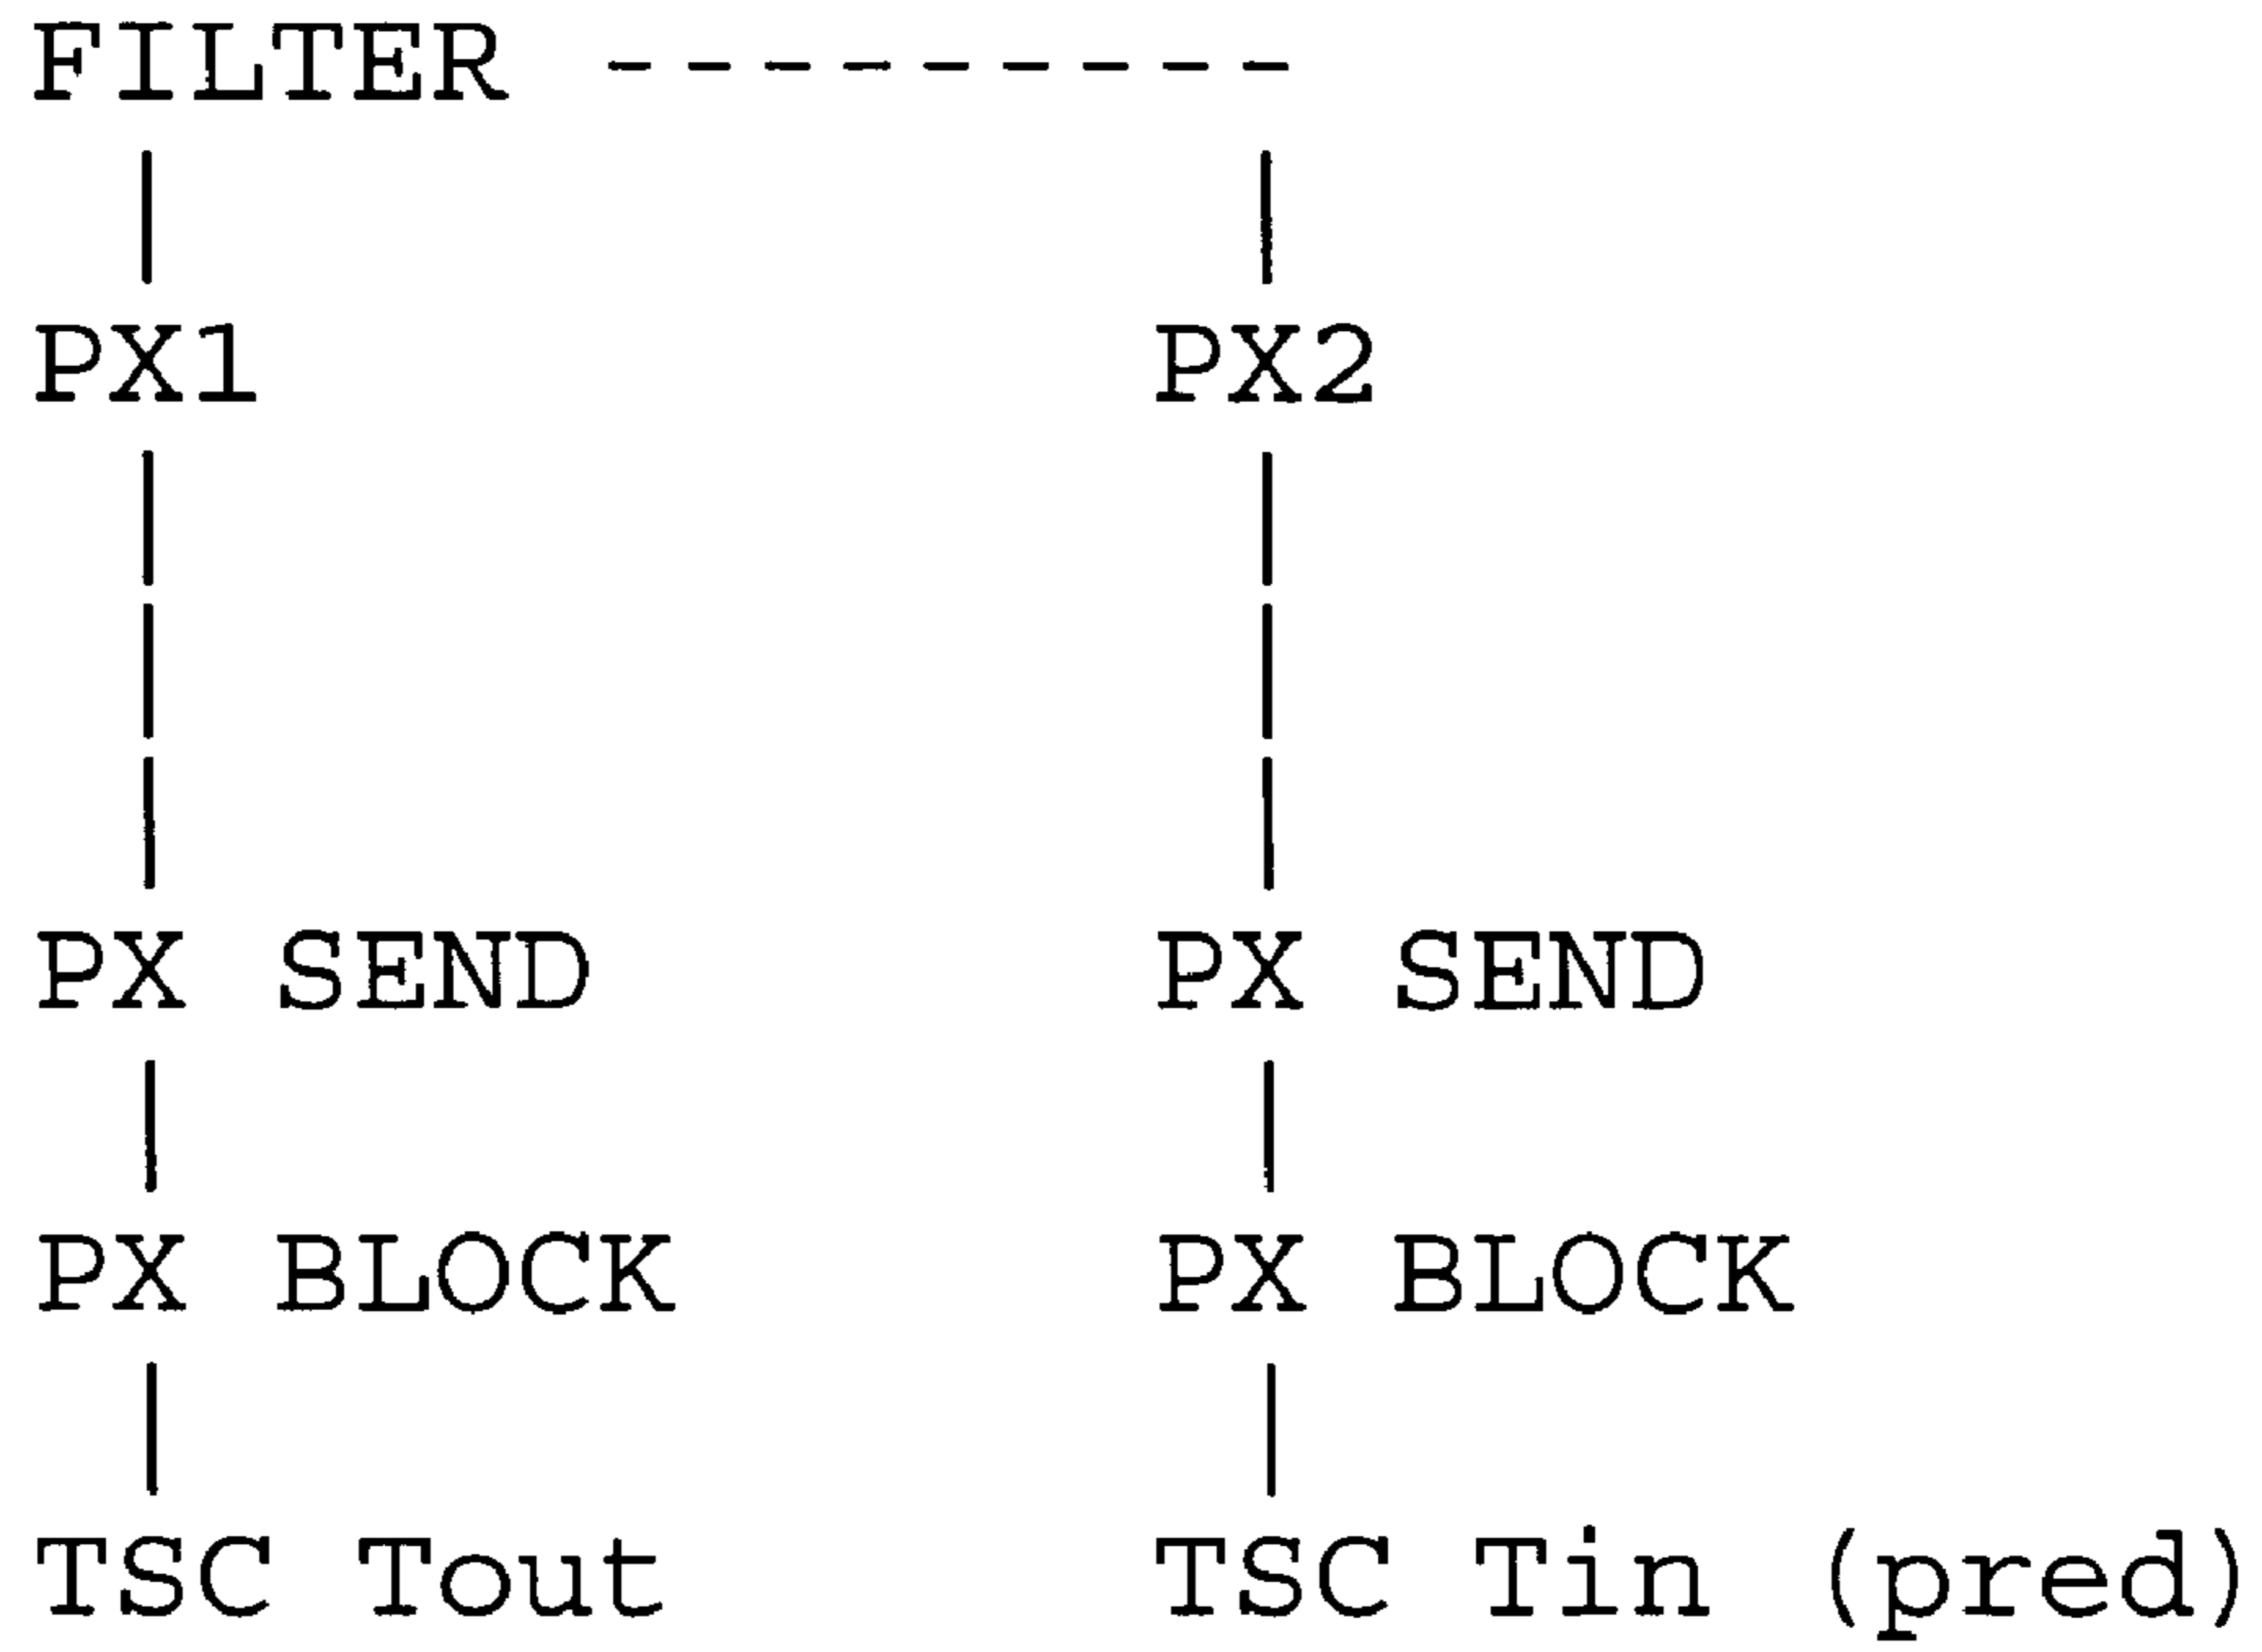 FILTER - - - - - - - - -
PX1 PX2
PX SEND PX SEND
PX BLOCK PX BLOCK
TSC Tout TSC Tin (pred)